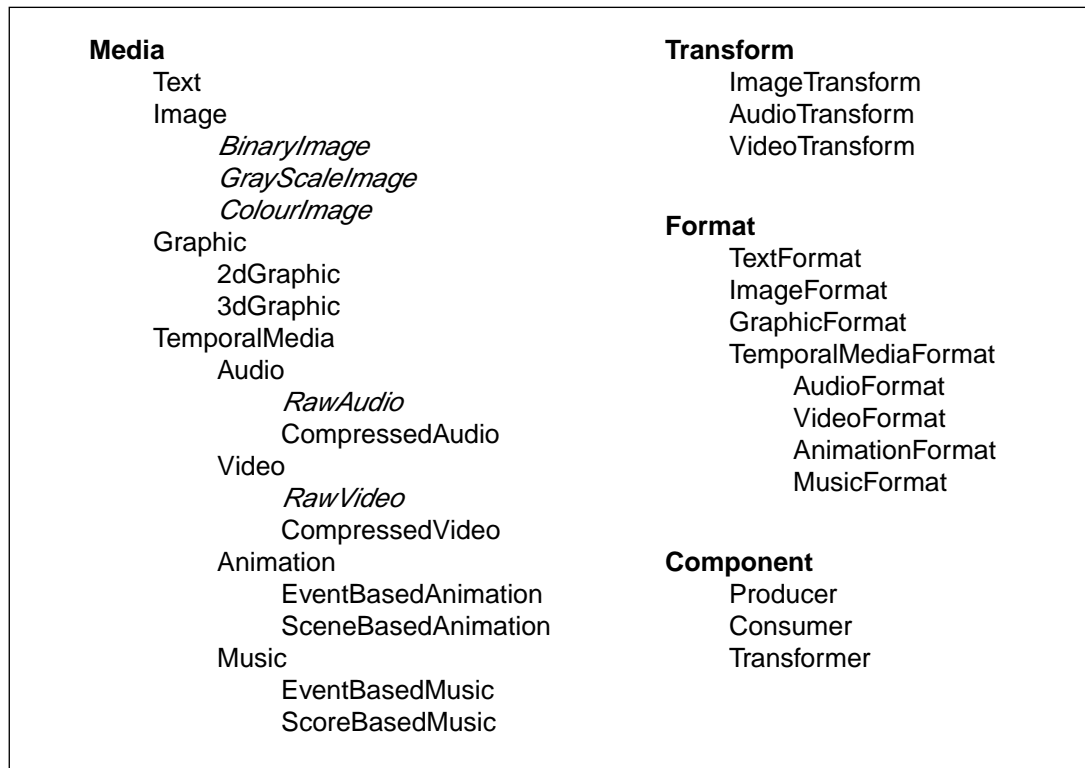 Media
Text
Image
BinaryImage
GrayScaleImage
ColourImage
Graphic
2dGraphic
3dGraphic
TemporalMedia
Audio
RawAudio
CompressedAudio
Video
RawVideo
CompressedVideo
Animation
EventBasedAnimation
SceneBasedAnimation
Music
EventBasedMusic
ScoreBasedMusic
Transform
ImageTransform
AudioTransform
VideoTransform
Format
TextFormat
ImageFormat
GraphicFormat
TemporalMediaFormat
AudioFormat
VideoFormat
AnimationFormat
MusicFormat
Component
Producer
Consumer
Transformer